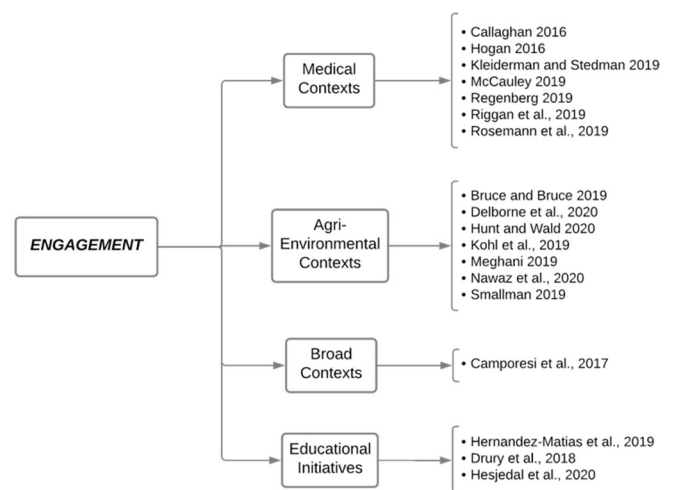 ENGAGEMENT
Medical
Contexts
• Callaghan 2016
• Hogan 2016
• Kleiderman and Stedman 2019
• McCauley 2019
• Regenberg 2019
• Riggan et al., 2019
• Rosemann et al., 2019
Agri-
Environmental
Contexts
• Bruce and Bruce 2019
• Delborne et al., 2020
• Hunt and Wald 2020
• Kohl et al., 2019
• Meghani 2019
• Nawaz et al., 2020
• Smallman 2019
Broad
Contexts
• Camporesi et al., 2017
Educational
Initiatives
• Hernandez-Matias et al., 2019
• Drury et al., 2018
• Hesjedal et al., 2020